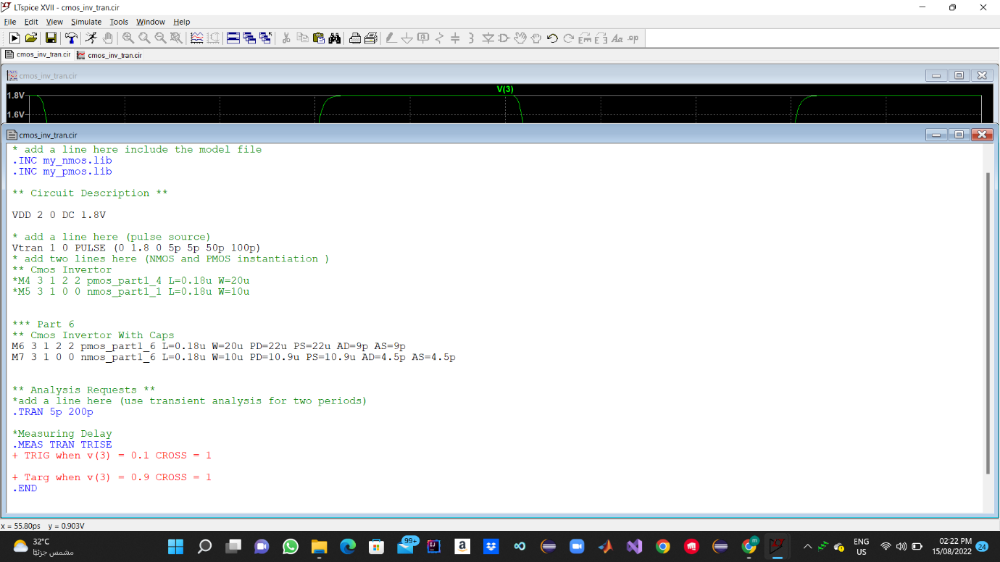 LTspice XVII - cmos_inv_tran.cir
File Edit View Simulate Tools Window Help
cmos_inv_tran.cir cmos_inv_tran.cir
cmos_inv_tran.cir
V(3)
1.8V
1.6V
cmos_inv_tran.cir
* add a line here include the model file
.INC my_nmos.lib
.INC my_pmos.lib
** Circuit Description **
VDD 2 0 DC 1.8V
* add a line here (pulse source)
Vtran 1 0 PULSE (0 1.8 0 5p 5p 50p 100p)
* add two lines here (NMOS and PMOS instantiation )
** Cmos Invertor
*M4 3 1 2 2 pmos_part1_4 L=0.18u W=20u
*M5 3 1 0 0 nmos_part1_1 L=0.18u W=10u
*** Part 6
** Cmos Invertor With Caps
M6 3 1 2 2 pmos_part1_6 L=0.18u W=20u PD=22u PS=22u AD=9p AS=9p
M7 3 1 0 0 nmos_part1_6 L=0.18u W=10u PD=10.9u PS=10.9u AD=4.5p AS=4.5p
** Analysis Requests **
*add a line here (use transient analysis for two periods)
.TRAN 5p 200p
*Measuring Delay
.MEAS TRAN TRISE
+ TRIG when v(3) = 0.1 CROSS = 1
+ Targ when v(3) = 0.9 CROSS = 1
.END
x = 55.80ps y = 0.903V
32°C
مشمس جزئيًا
99+
ENG
US
02:22 PM
15/08/2022
24